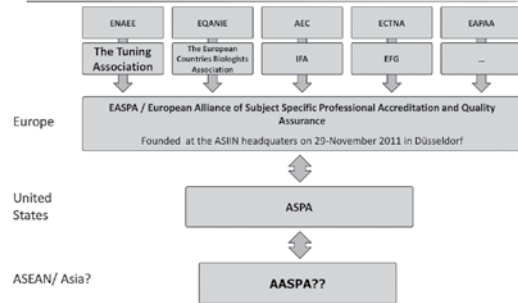 ENAEE EQANIE AEC ECTNA EAPAA
The Tuning
Association
The European
Countries Biologists
Association
IFA
EFG
...
Europe
EASPA / European Alliance of Subject Specific Professional Accreditation and Quality
Assurance
Founded at the ASIIN headquaters on 29-November 2011 in Düsseldorf
United
States
ASPA
ASEAN/ Asia?
AASPA??